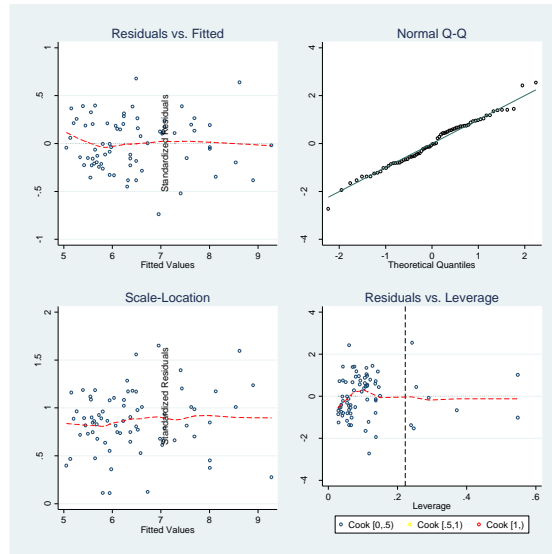 Residuals vs. Fitted
1
.5
0
-.5
-1
5 6 7 8 9
Fitted Values
Normal Q-Q
Standardized Residuals
4
2
0
-2
-4
-2 -1 0 1 2
Theoretical Quantiles
Scale-Location
2
1.5
1
.5
0
5 6 7 8 9
Fitted Values
Residuals vs. Leverage
Standardized Residuals
4
2
0
-2
-4
0 .2 .4 .6
Leverage
Cook [0,.5) Cook [.5,1) Cook [1,)